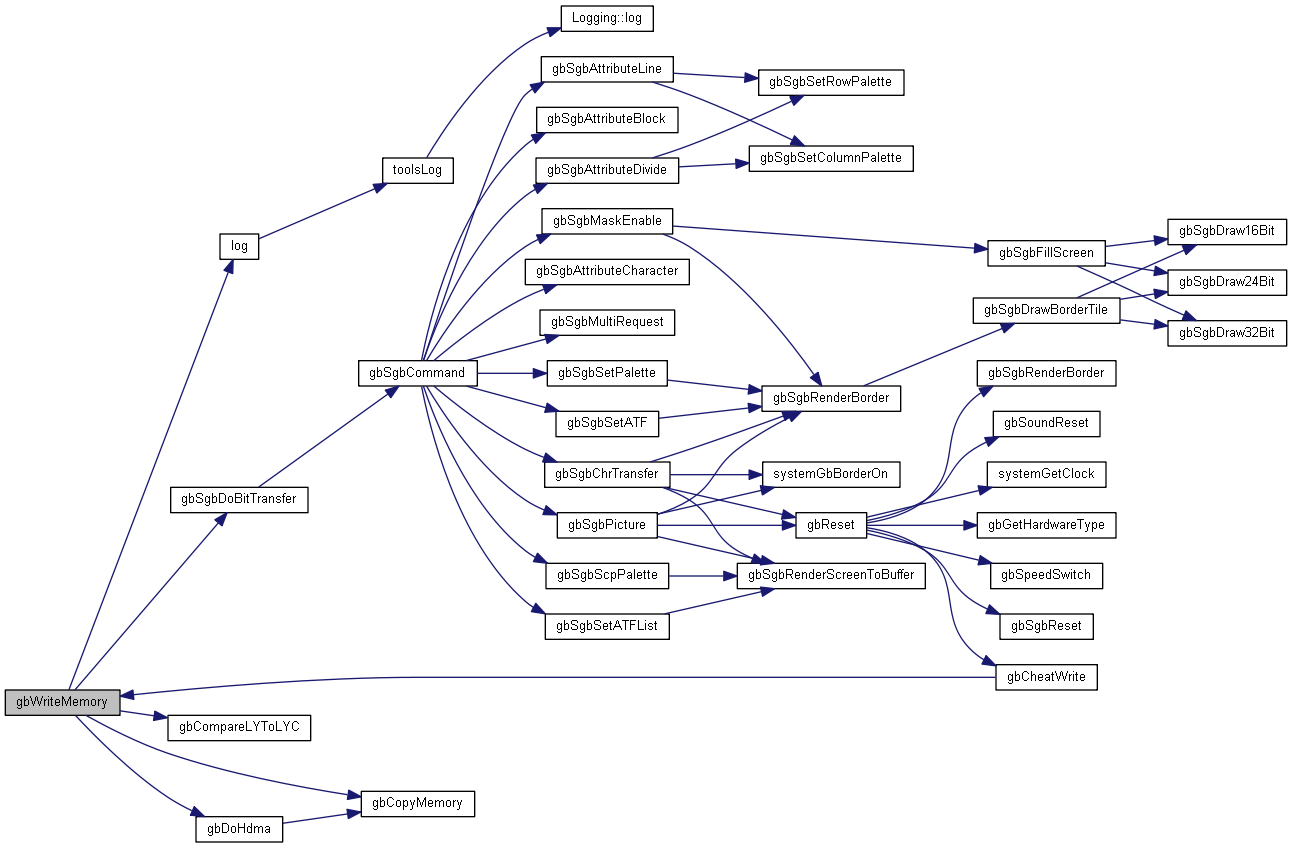 Logging::log
gbSgbAttributeLine
gbSgbSetRowPalette
gbSgbAttributeBlock
gbSgbSetColumnPalette
toolsLog
gbSgbAttributeDivide
gbSgbMaskEnable
gbSgbDraw16Bit
log
gbSgbFillScreen
gbSgbAttributeCharacter
gbSgbDraw24Bit
gbSgbDrawBorderTile
gbSgbMultiRequest
gbSgbDraw32Bit
gbSgbCommand
gbSgbSetPalette
gbSgbRenderBorder
gbSgbRenderBorder
gbSgbSetATF
gbSoundReset
gbSgbChrTransfer
systemGbBorderOn
systemGetClock
gbSgbDoBitTransfer
gbSgbPicture
gbReset
gbGetHardwareType
gbSgbScpPalette
gbSgbRenderScreenToBuffer
gbSpeedSwitch
gbSgbSetATFList
gbSgbReset
gbCheatWrite
gbWriteMemory
gbCompareLYToLYC
gbCopyMemory
gbDoHdma